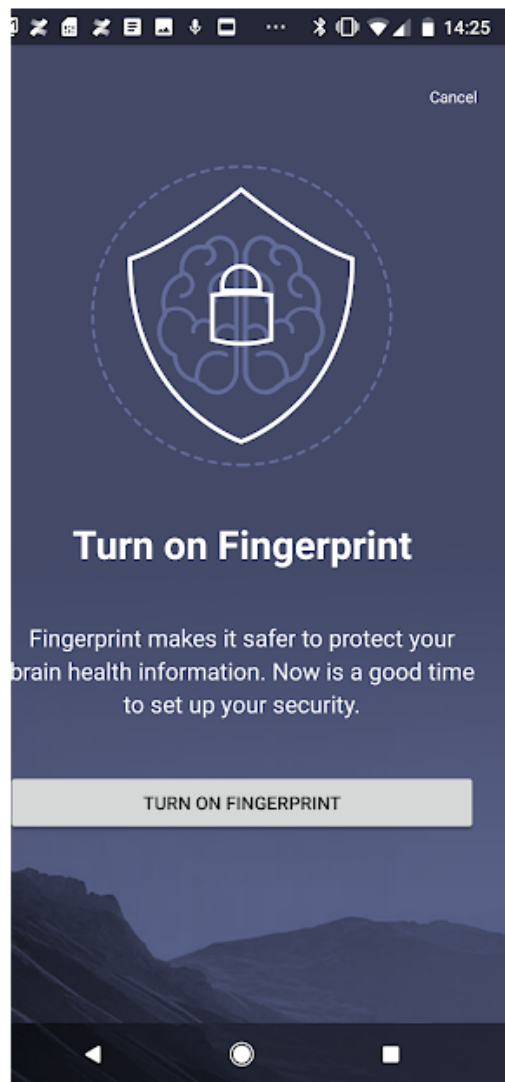 14:25
Cancel
Turn on Fingerprint
Fingerprint makes it safer to protect your
brain health information. Now is a good time
to set up your security.
TURN ON FINGERPRINT